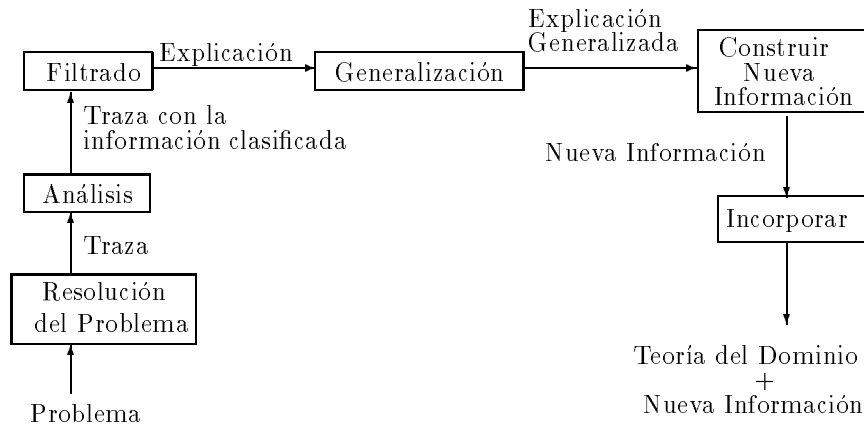 Filtrado
Explicación
Generalización
Explicación
Generalizada
Construir
Nueva
Información
Traza con la
información clasificada
Nueva Información
Análisis
Incorporar
Traza
Resolución
del Problema
Teoría del Dominio
+
Nueva Información
Problema